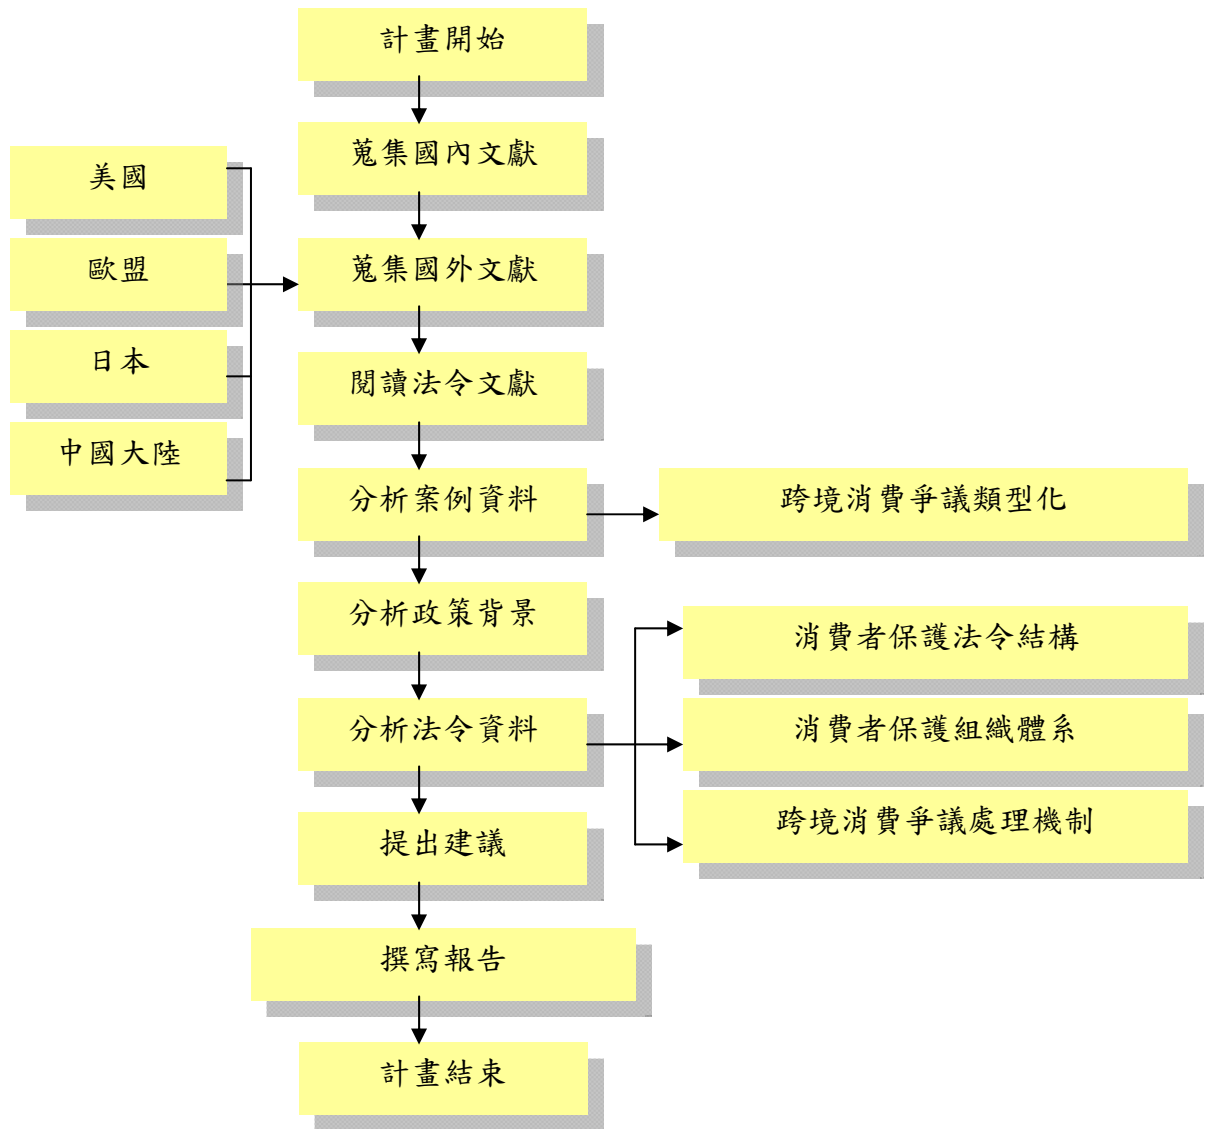 計畫開始
蒐集國內文獻
美國
歐盟
日本
中國大陸
蒐集國外文獻
閱讀法令文獻
分析案例資料
跨境消費爭議類型化
分析政策背景
分析法令資料
消費者保護法令結構
消費者保護組織體系
跨境消費爭議處理機制
提出建議
撰寫報告
計畫結束